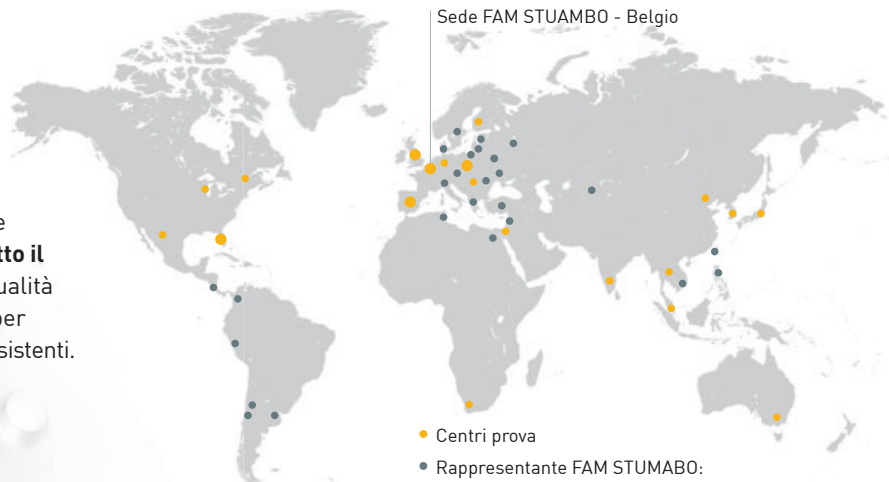 Sede FAM STUAMBO - Belgio
e
tto il
ualità
per
sistenti.
Centri prova
Rappresentante FAM STUMABO: